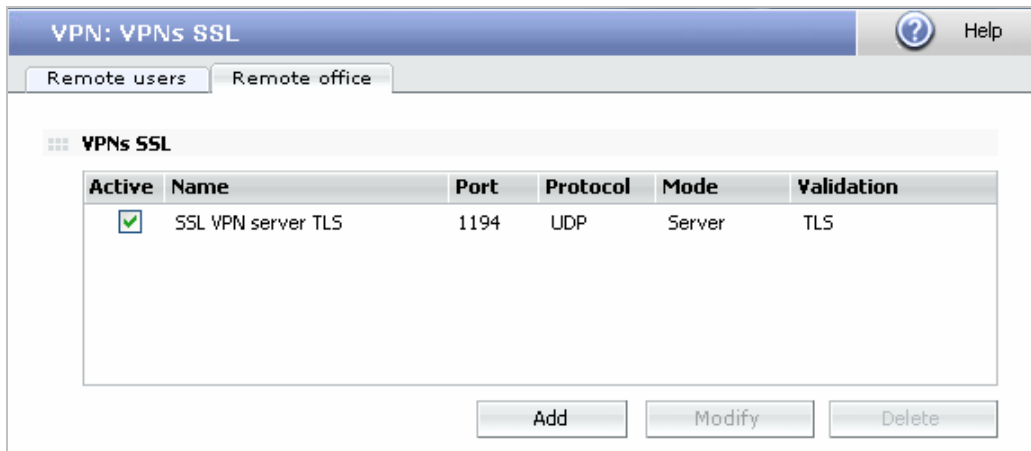 VPN: VPNs SSL
Help
Remote users
Remote office
VPNs SSL
Active Name Port Protocol Mode Validation
SSL VPN server TLS 1194 UDP Server TLS
Add Modify Delete